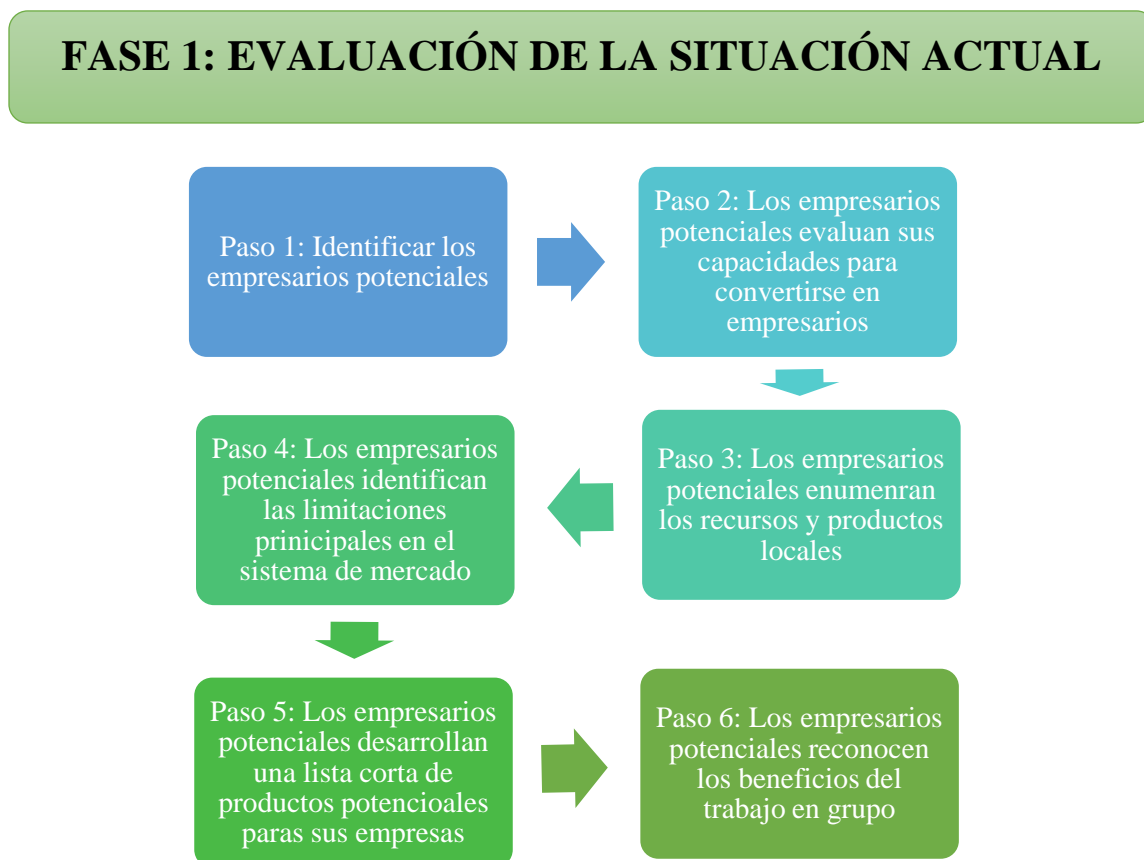 FASE 1: EVALUACIÓN DE LA SITUACIÓN ACTUAL
Paso 1: Identificar los
empresarios potenciales
Paso 2: Los empresarios
potenciales evaluan sus
capacidades para
convertirse en
empresarios
Paso 3: Los empresarios
potenciales enumenran
los recursos y productos
locales
Paso 4: Los empresarios
potenciales identifican
las limitaciones
prinicipales en el
sistema de mercado
Paso 5: Los empresarios
potenciales desarrollan
una lista corta de
productos potencioales
paras sus empresas
Paso 6: Los empresarios
potenciales reconocen
los beneficios del
trabajo en grupo